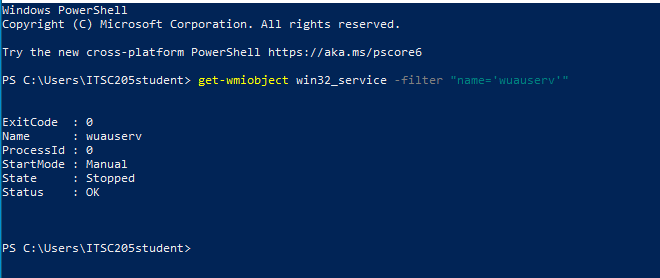 Windows PowerShell
Copyright (C) Microsoft Corporation. All rights reserved.
Try the new cross-platform PowerShell https://aka.ms/pscore6
PS C:\Users\ITSC205student> get-wmiobject win32_service -filter "name='wuauserv'"
ExitCode  : 0
Name      : wuauserv
ProcessId : 0
StartMode : Manual
State     : Stopped
Status    : OK
PS C:\Users\ITSC205student>